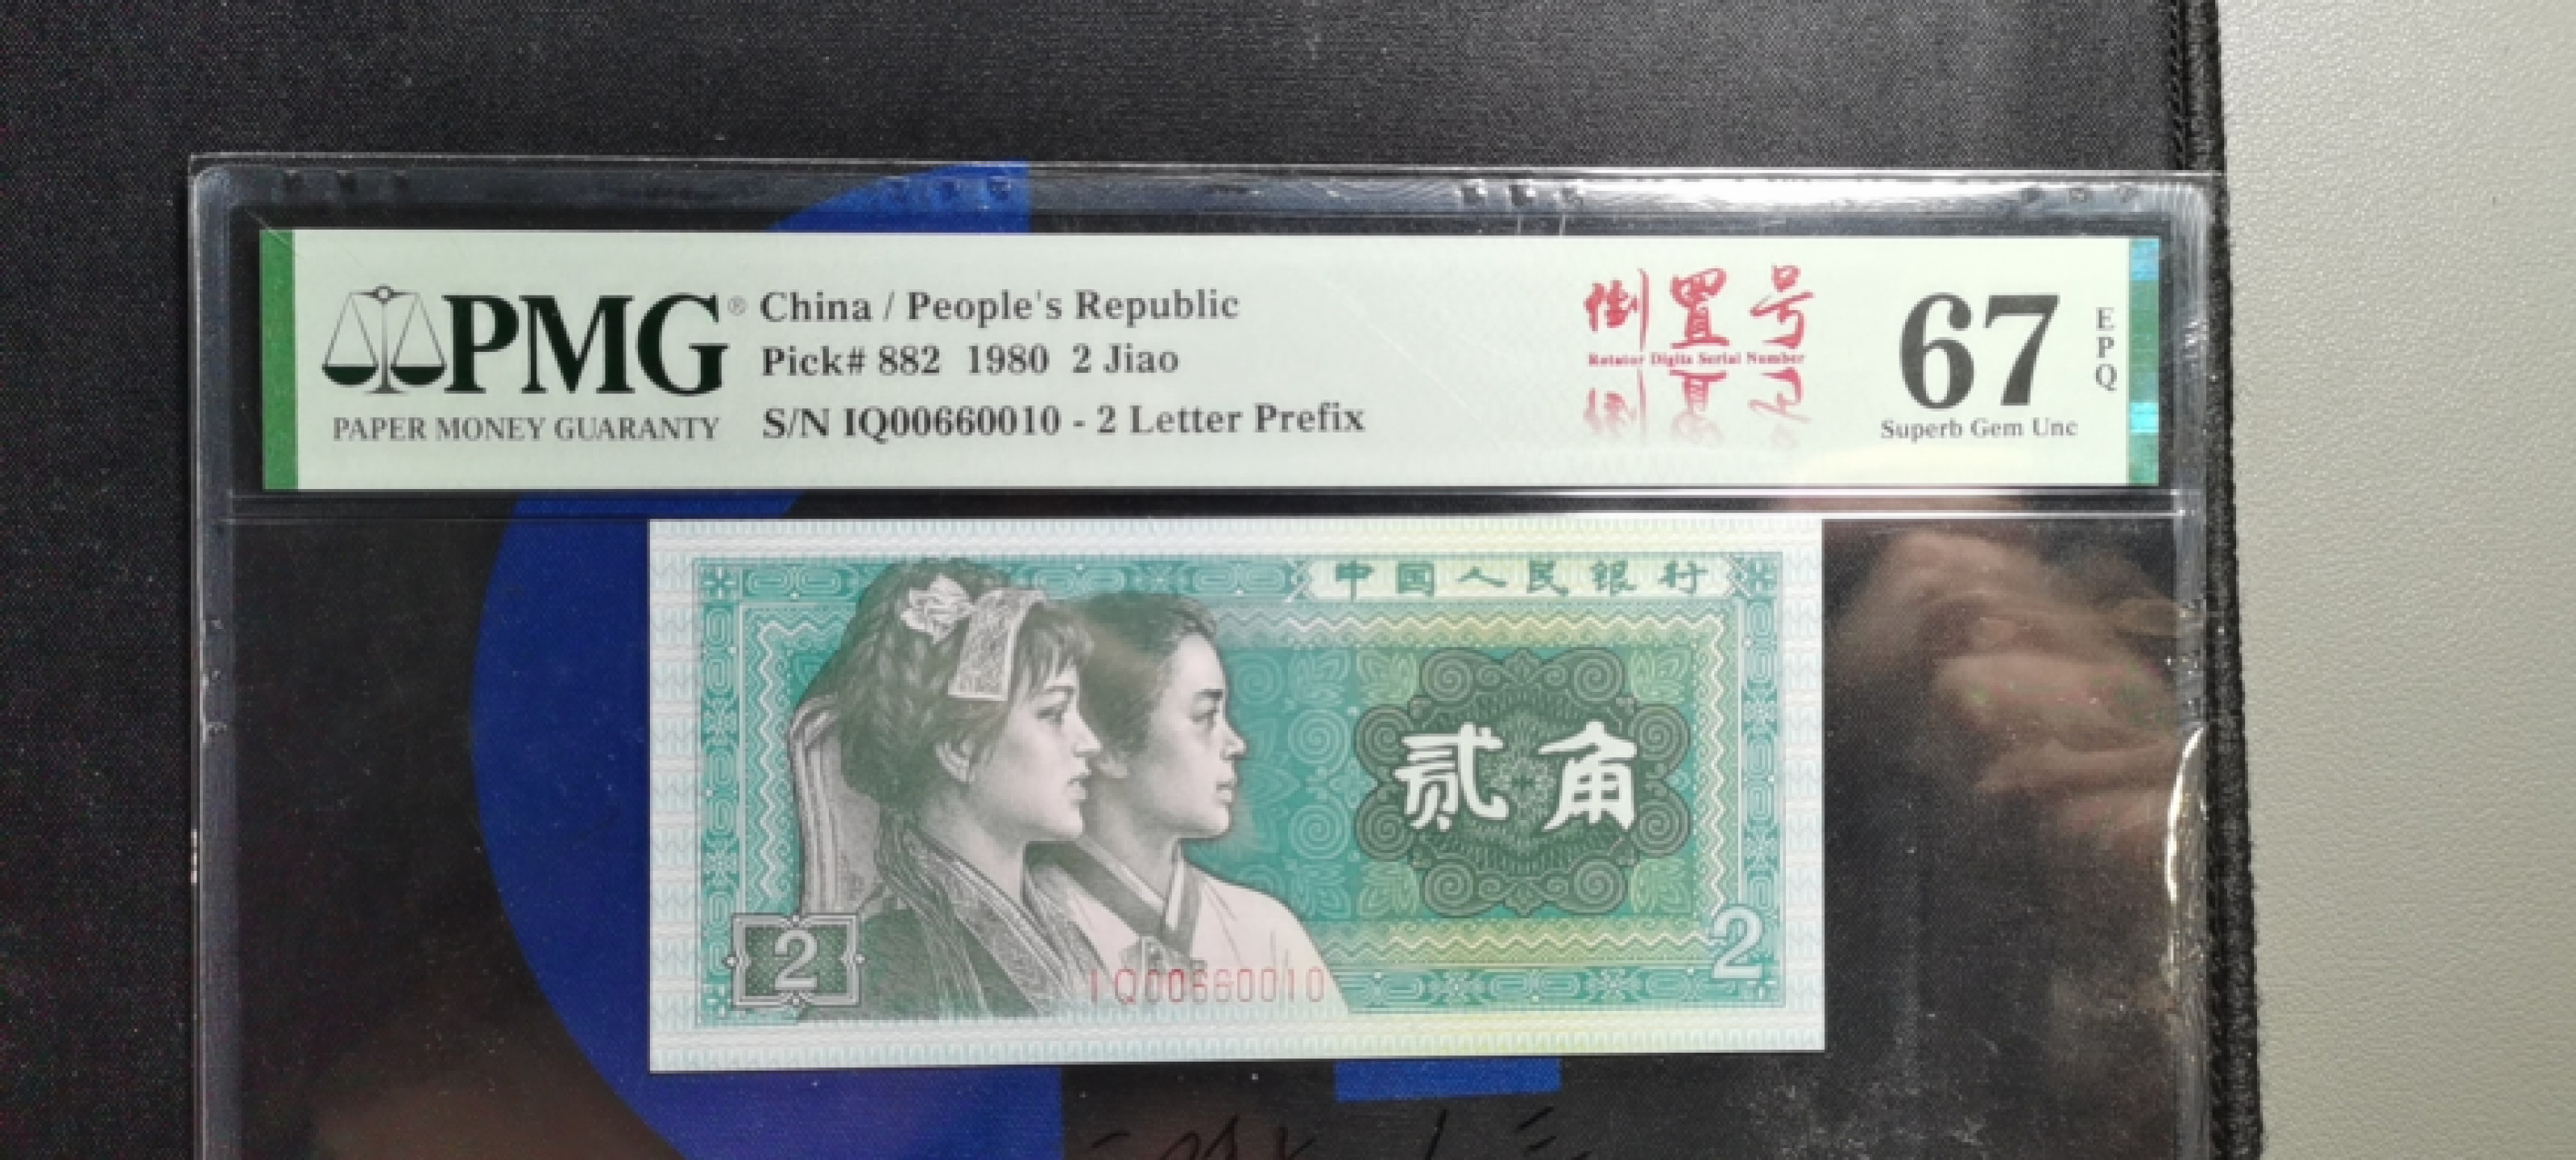 PMG®
PAPER MONEY GUARANTY
China / People's Republic
Pick# 882 1980 2 Jiao
S/N IQ00660010 - 2 Letter Prefix
倒置号
Rotator Digits Serial Number
67
EPQ
Superb Gem Unc
中国人民银行
贰角
2
2
IQ00660010